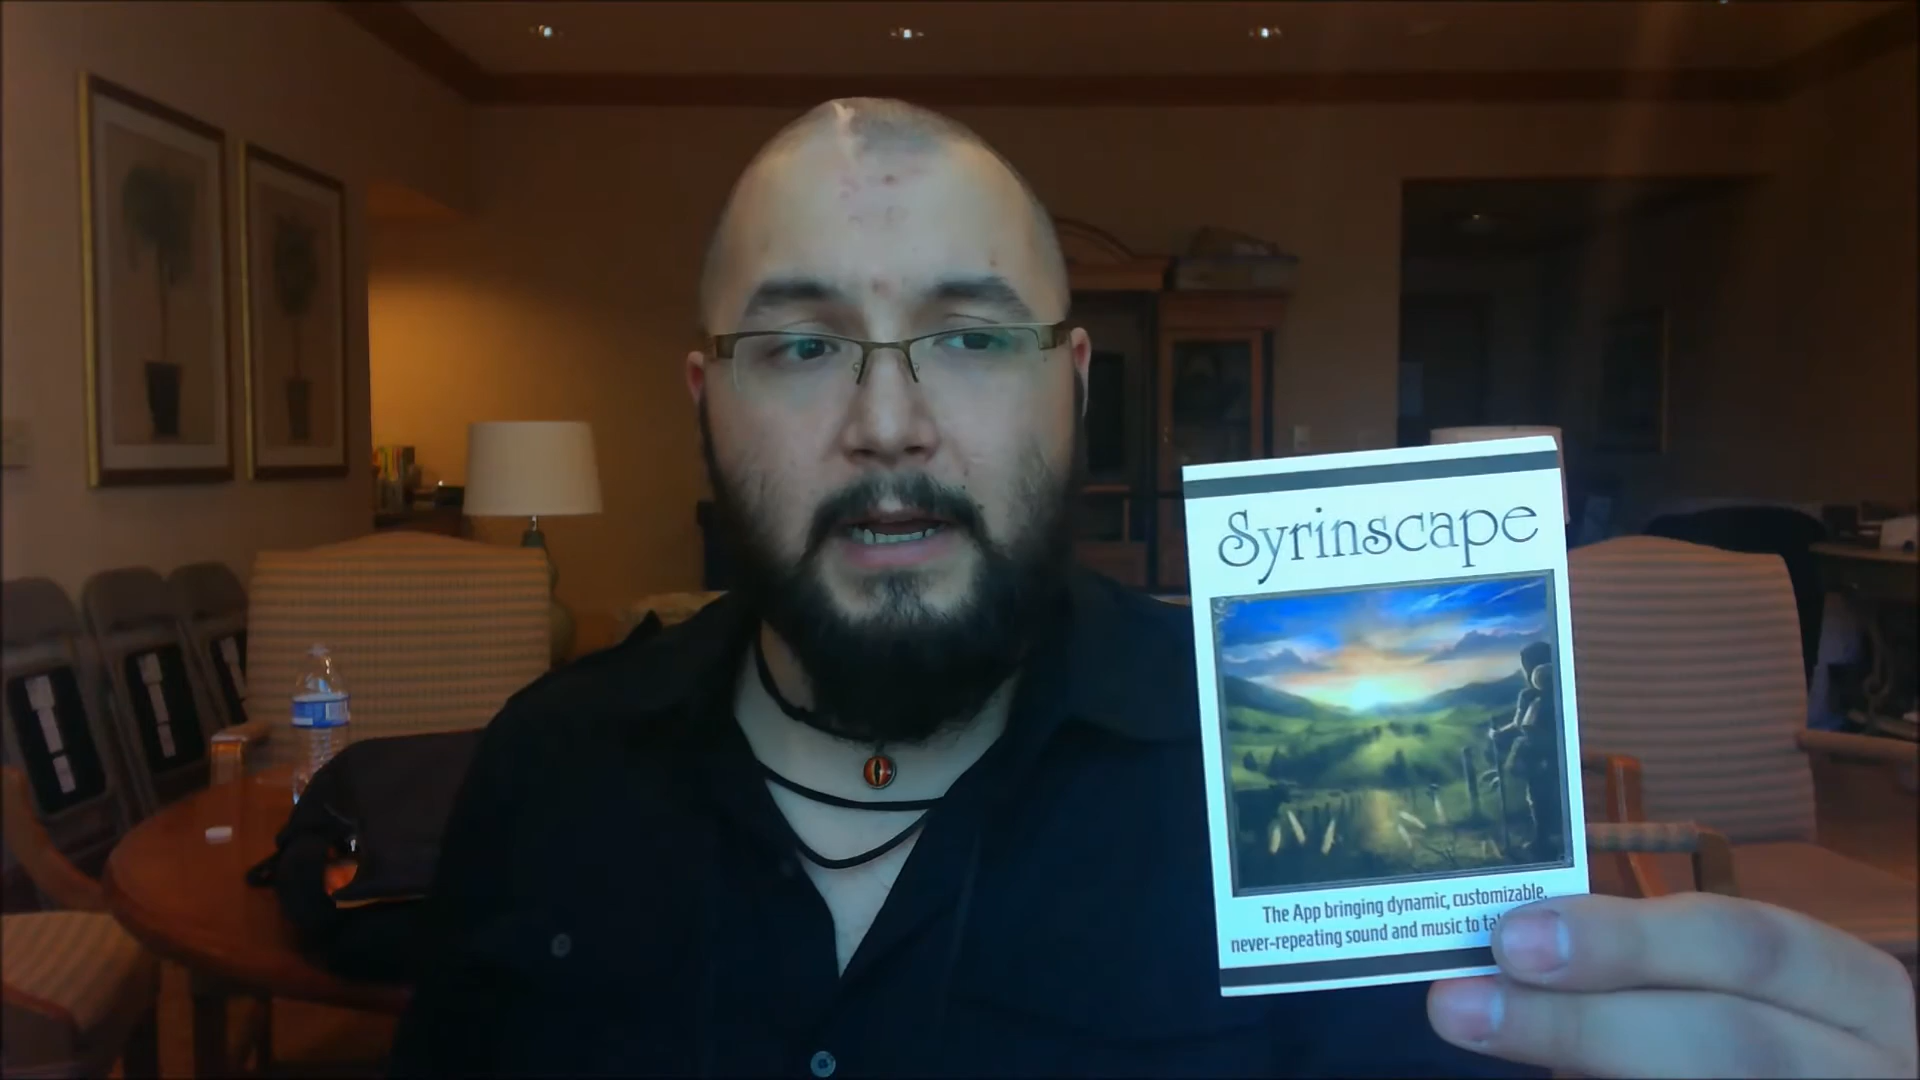 Syrinscape
The App bringing dynamic, customizable,
never-repeating sound and music to